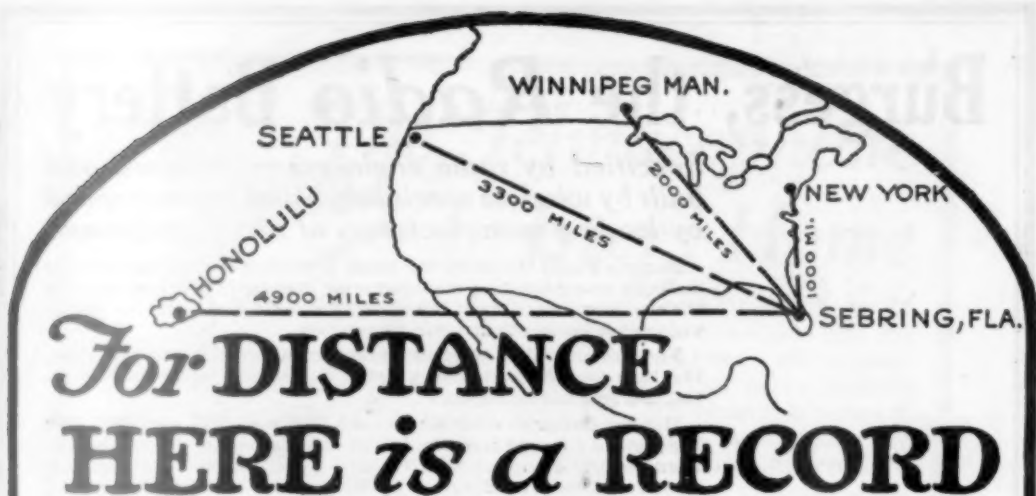 WINNIPEG MAN.
SEATTLE
NEW YORK
3300 MILES
2000 MILES
1000 MI.
HONOLULU
4900 MILES
SEBRING, FLA.
For DISTANCE
HERE is a RECORD